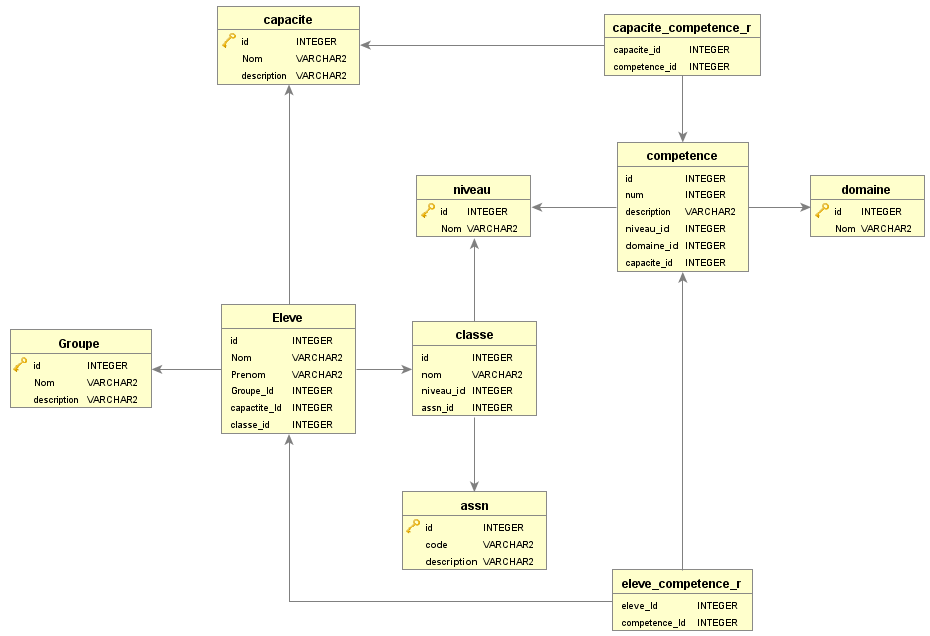 capacite
id INTEGER
Nom VARCHAR2
description VARCHAR2
capacite_competence_r
capacite_id INTEGER
competence_id INTEGER
competence
id INTEGER
num INTEGER
description VARCHAR2
niveau_id INTEGER
domaine_id INTEGER
capacite_id INTEGER
niveau
id INTEGER
Nom VARCHAR2
domaine
id INTEGER
Nom VARCHAR2
Eleve
id INTEGER
Nom VARCHAR2
Prenom VARCHAR2
Groupe_Id INTEGER
capactite_Id INTEGER
classe_id INTEGER
Groupe
id INTEGER
Nom VARCHAR2
description VARCHAR2
classe
id INTEGER
nom VARCHAR2
niveau_id INTEGER
assn_id INTEGER
assn
id INTEGER
code VARCHAR2
description VARCHAR2
eleve_competence_r
eleve_Id INTEGER
competence_Id INTEGER